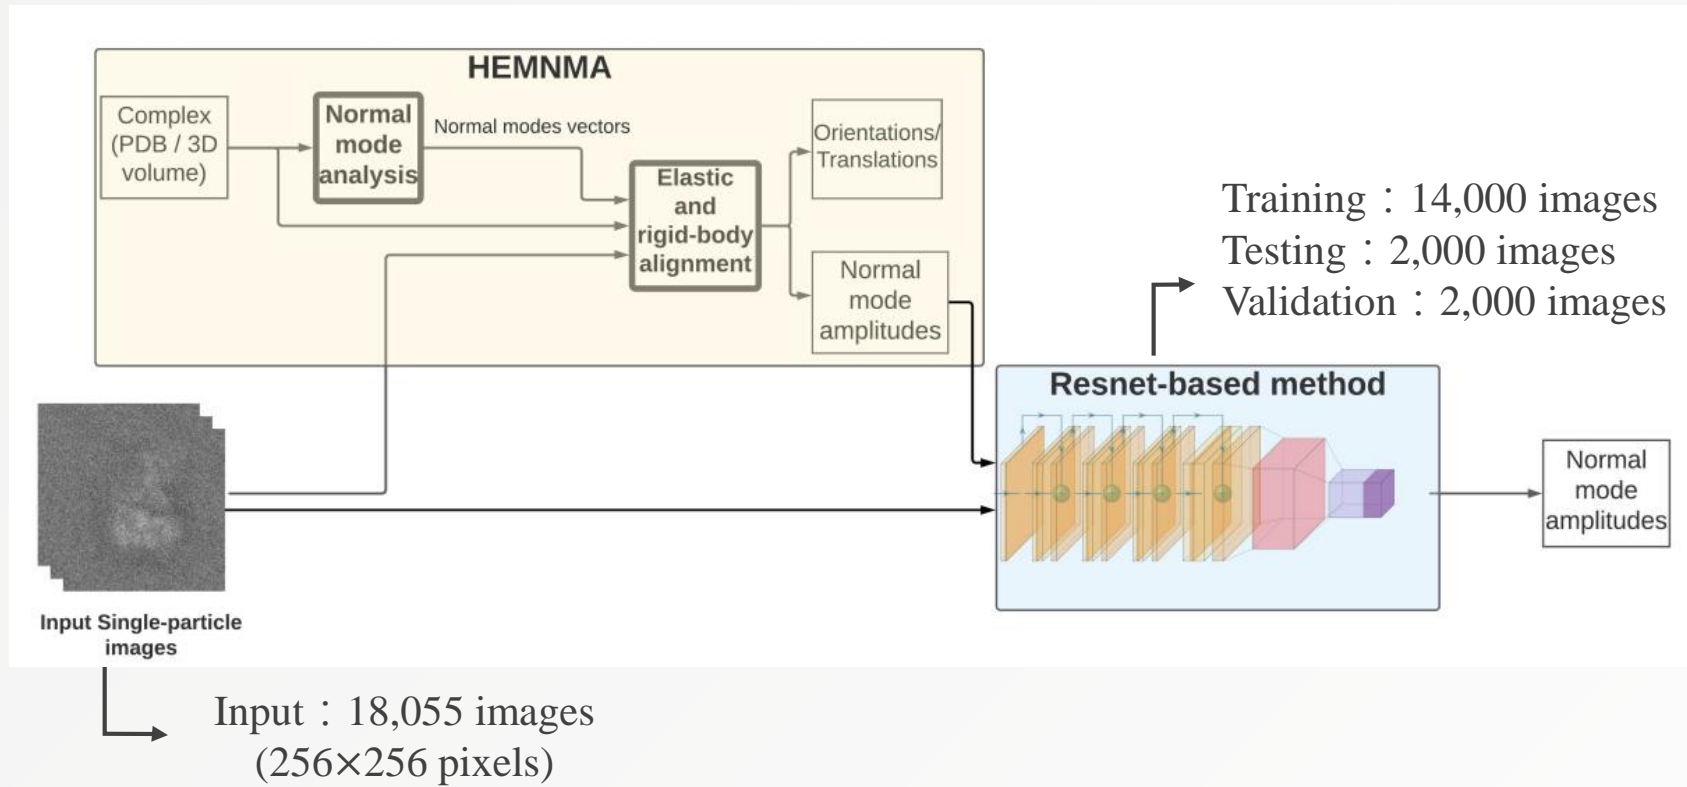 HEMNMA
Complex
(PDB / 3D
volume)
Normal
mode
analysis
Normal modes vectors
Elastic
and
rigid-body
alignment
Orientations/
Translations
Normal
mode
amplitudes
Training：14,000 images
Testing：2,000 images
Validation：2,000 images
Resnet-based method
Normal
mode
amplitudes
Input Single-particle
images
Input：18,055 images
(256×256 pixels)